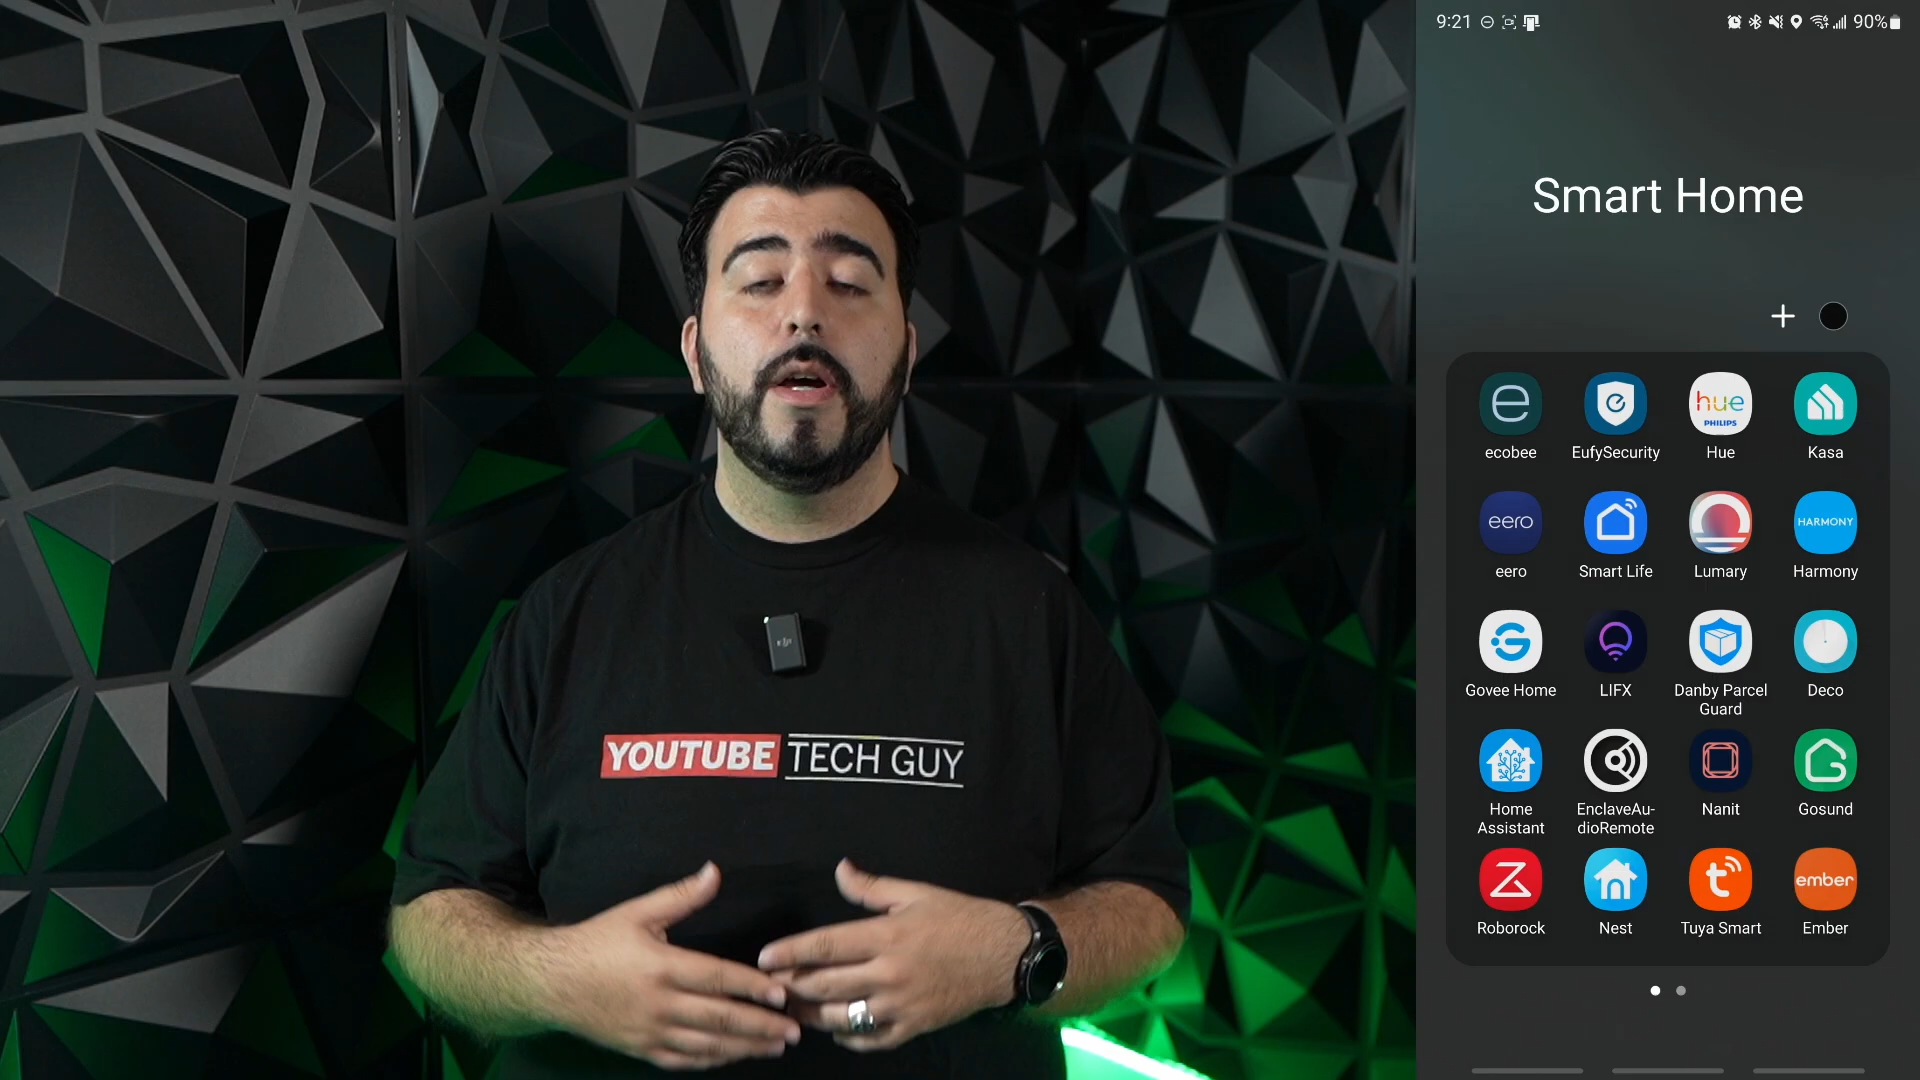 9:21
90%
Smart Home
hue
PHILIPS
ecobee
EufySecurity
Hue
Kasa
eero
HARMONY
eero
Smart Life
Lumary
Harmony
Govee Home
LIFX
Danby Parcel
Guard
Deco
Home
Assistant
EnclaveAu-
dioRemote
Nanit
Gosund
ember
Roborock
Nest
Tuya Smart
Ember
YOUTUBE TECH GUY
dji